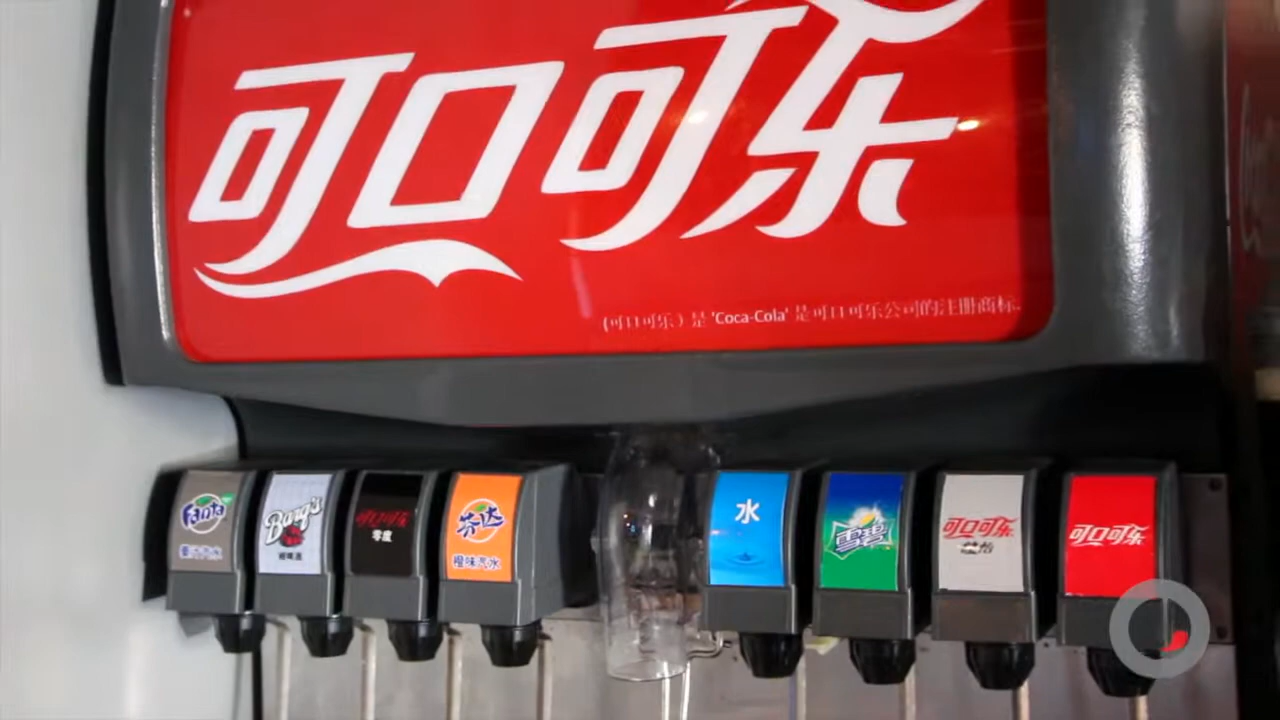 可口可乐
(可口可乐）是 'Coca-Cola' 是可口可乐公司的注册商标.
Fanta
Barq's
可口可乐
零度
芬达
橙味汽水
水
雪碧
可口可乐
可口可乐